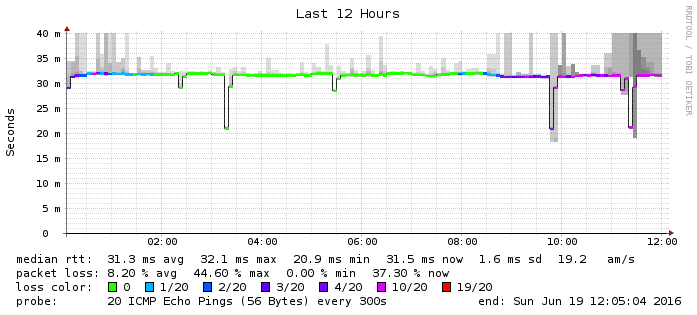 Last 12 Hours
RRDTOOL / TOBI OETIKER
Seconds
40 m
35 m
30 m
25 m
20 m
15 m
10 m
5 m
0
02:00 04:00 06:00 08:00 10:00 12:00
median rtt: 31.3 ms avg 32.1 ms max 20.9 ms min 31.5 ms now 1.6 ms sd 19.2 am/s
packet loss: 8.20 % avg 44.60 % max 0.00 % min 37.30 % now
loss color: 0 1/20 2/20 3/20 4/20 10/20 19/20
probe: 20 ICMP Echo Pings (56 Bytes) every 300s end: Sun Jun 19 12:05:04 2016